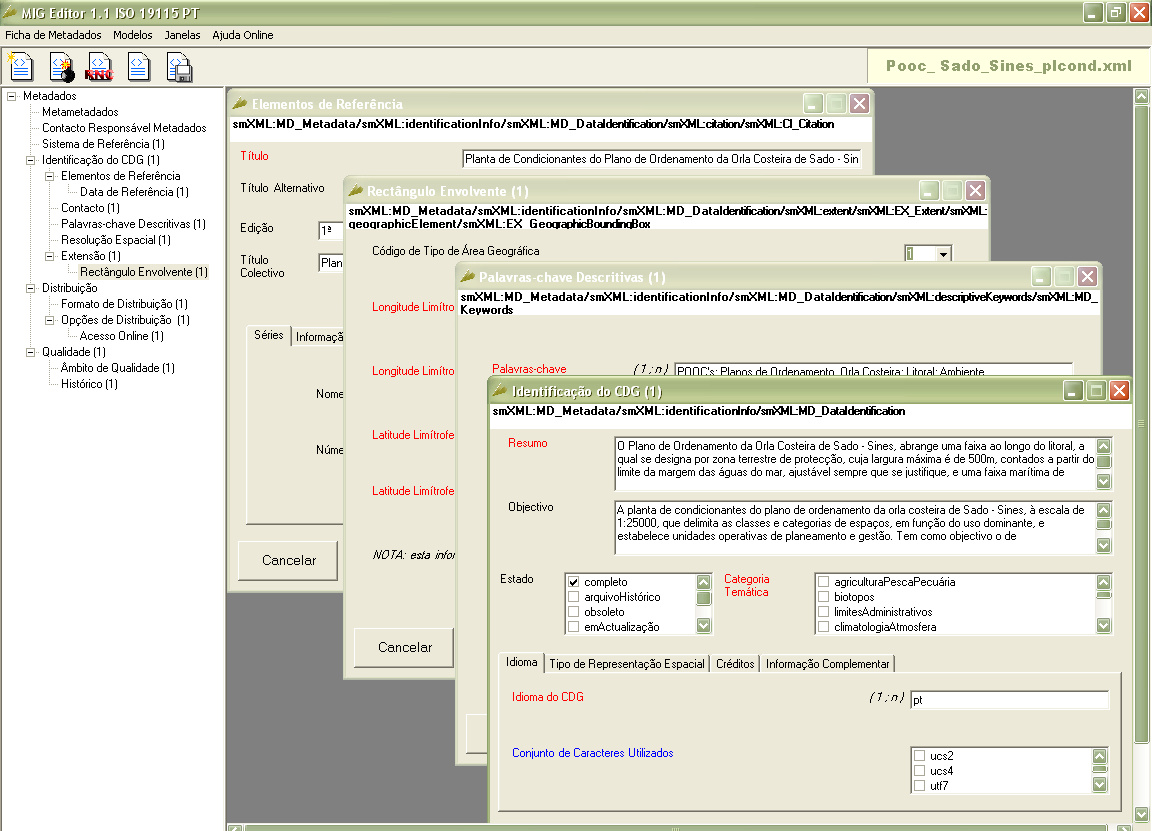 MIG Editor 1.1 ISO 19115 PT
Ficha de Metadados Modelos Janelas Ajuda Online
RNC
Pooc_ Sado_Sines_plcond.xml
Metadados
Metametadados
Contacto Responsável Metadados
Sistema de Referência (1)
Identificação do CDG (1)
Elementos de Referência
Data de Referência (1)
Contacto (1)
Palavras-chave Descritivas (1)
Resolução Espacial (1)
Extensão (1)
Rectângulo Envolvente (1)
Distribuição
Formato de Distribuição (1)
Opções de Distribuição (1)
Acesso Online (1)
Qualidade (1)
Âmbito de Qualidade (1)
Histórico (1)
Elementos de Referência
smXML:MD_Metadata/smXML:identificationInfo/smXML:MD_DataIdentification/smXML:citation/smXML:CI_Citation
Título
Planta de Condicionantes do Plano de Ordenamento da Orla Costeira de Sado - Sin
Título Alternativo
Edição
1ª
Título
Colectivo
Plan
Séries
Informaçã
Nome
Núme
Cancelar
Rectângulo Envolvente (1)
smXML:MD_Metadata/smXML:identificationInfo/smXML:MD_DataIdentification/smXML:extent/smXML:EX_Extent/smXML:
geographicElement/smXML:EX_GeographicBoundingBox
Código de Tipo de Área Geográfica
1
Longitude Limítro
Longitude Limítro
Latitude Limítrofe
Latitude Limítrofe
NOTA: esta infor
Cancelar
Palavras-chave Descritivas (1)
smXML:MD_Metadata/smXML:identificationInfo/smXML:MD_DataIdentification/smXML:descriptiveKeywords/smXML:MD_
Keywords
Palavras-chave (1;n) POOC's; Planos de Ordenamento, Orla Costeira; Litoral; Ambiente
Identificação do CDG (1)
smXML:MD_Metadata/smXML:identificationInfo/smXML:MD_DataIdentification
Resumo
O Plano de Ordenamento da Orla Costeira de Sado - Sines, abrange uma faixa ao longo do litoral, a
qual se designa por zona terrestre de protecção, cuja largura máxima é de 500m, contados a partir do
limite da margem das águas do mar, ajustável sempre que se justifique, e uma faixa marítima de
Objectivo
A planta de condicionantes do plano de ordenamento da orla costeira de Sado - Sines, à escala de
1:25000, que delimita as classes e categorias de espaços, em função do uso dominante, e
estabelece unidades operativas de planeamento e gestão. Tem como objectivo o de
Estado
completo
arquivoHistórico
obsoleto
emActualização
Categoria
Temática
agriculturaPescaPecuária
biotopos
limitesAdministrativos
climatologiaAtmosfera
Idioma Tipo de Representação Espacial Créditos Informação Complementar
Idioma do CDG (1;n) pt
Conjunto de Caracteres Utilizados
ucs2
ucs4
utf7